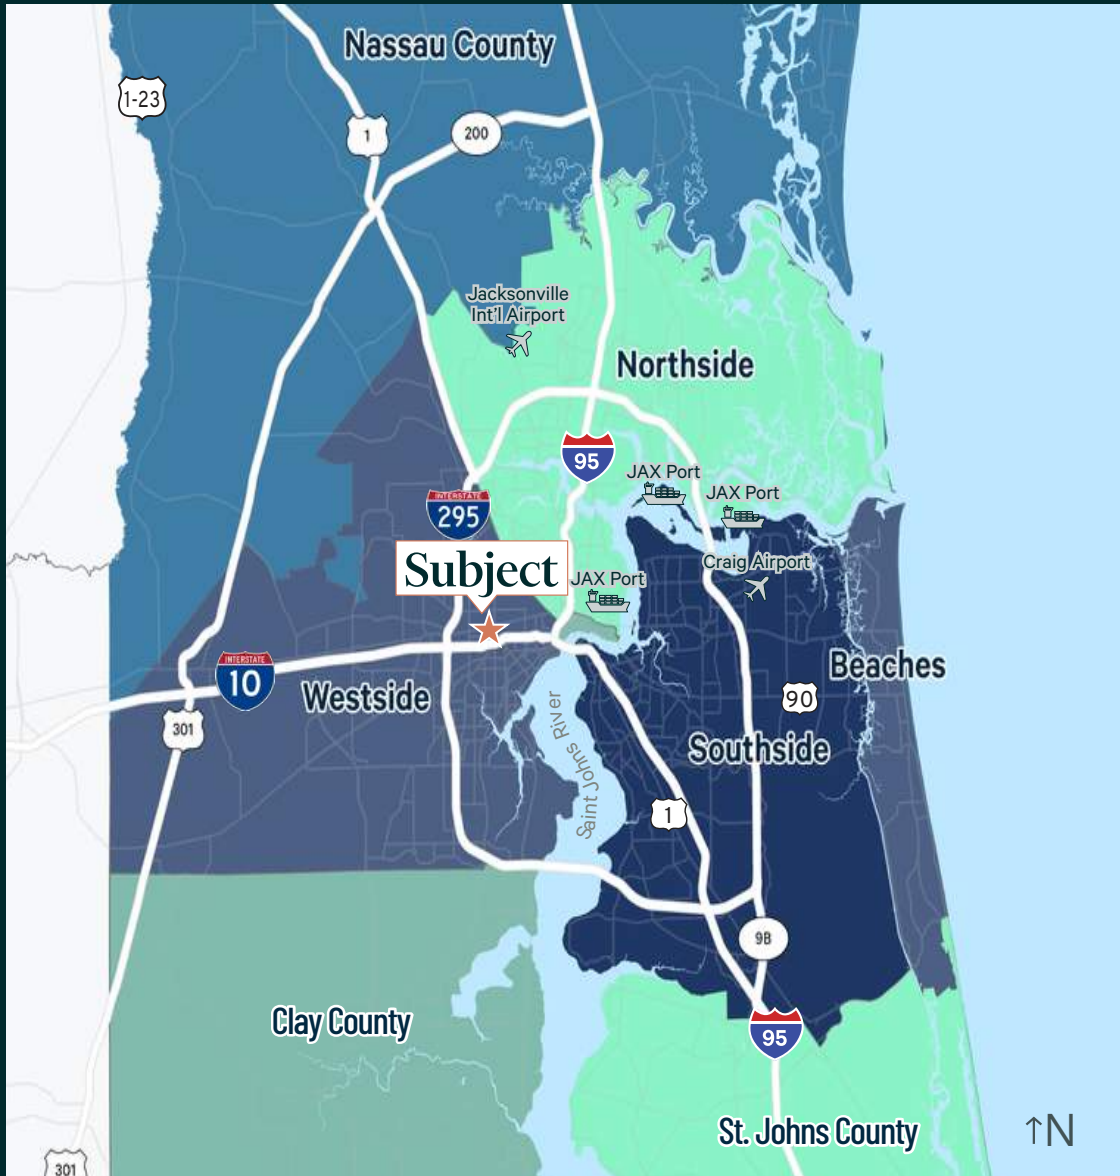 Nassau County
1-23
1
200
Jacksonville
Int'l Airport
Northside
95
JAX Port
INTERSTATE
295
JAX Port
Subject
Craig Airport
JAX Port
INTERSTATE
10
Beaches
Westside
90
301
Saint Johns River
Southside
1
9B
Clay County
95
St. Johns County
↑N
301